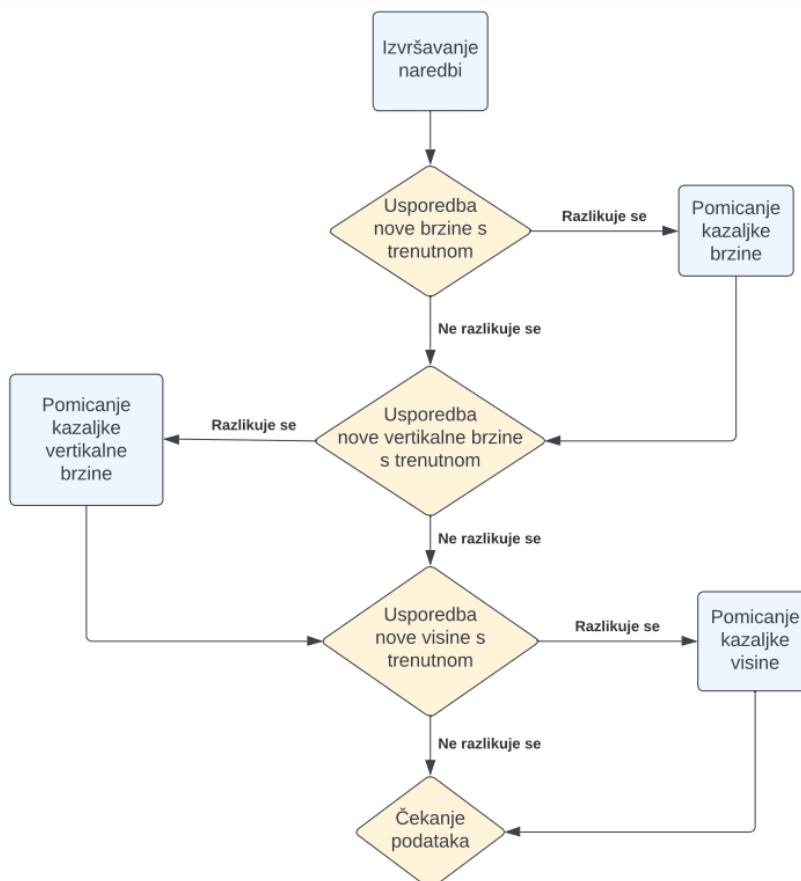 Izvršavanje
naredbi
Usporedba
nove brzine s
trenutnom
Razlikuje se
Pomicanje
kazaljke
brzine
Ne razlikuje se
Pomicanje
kazaljke
vertikalne
brzine
Razlikuje se
Usporedba
nove vertikalne brzine
s trenutnom
Ne razlikuje se
Usporedba
nove visine s
trenutnom
Razlikuje se
Pomicanje
kazaljke
visine
Ne razlikuje se
Čekanje
podataka